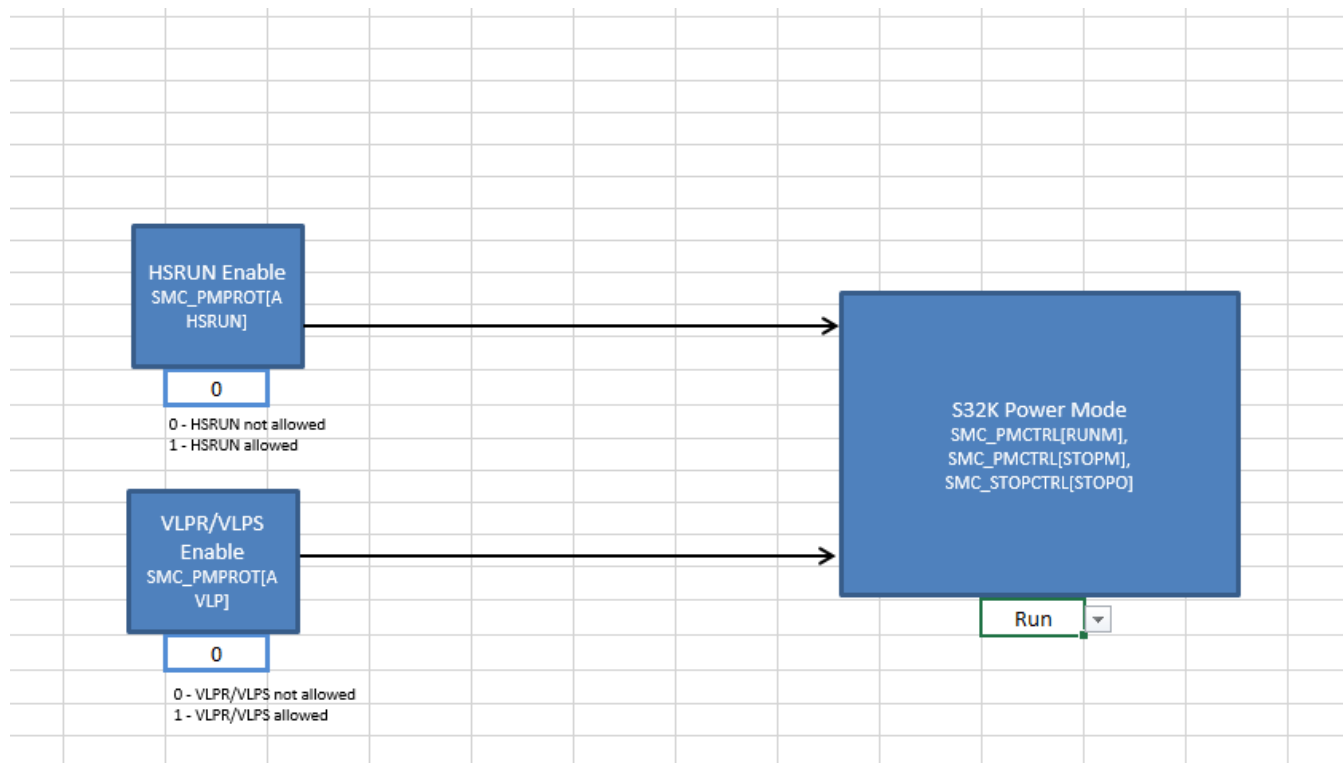 HSRUN Enable
SMC_PMPROT[A
HSRUN]
0
0 - HSRUN not allowed
1 - HSRUN allowed
VLPR/VLPS
Enable
SMC_PMPROT[A
VLP]
0
0 - VLPR/VLPS not allowed
1 - VLPR/VLPS allowed
S32K Power Mode
SMC_PMCTRL[RUNM],
SMC_PMCTRL[STOPM],
SMC_STOPCTRL[STOPO]
Run